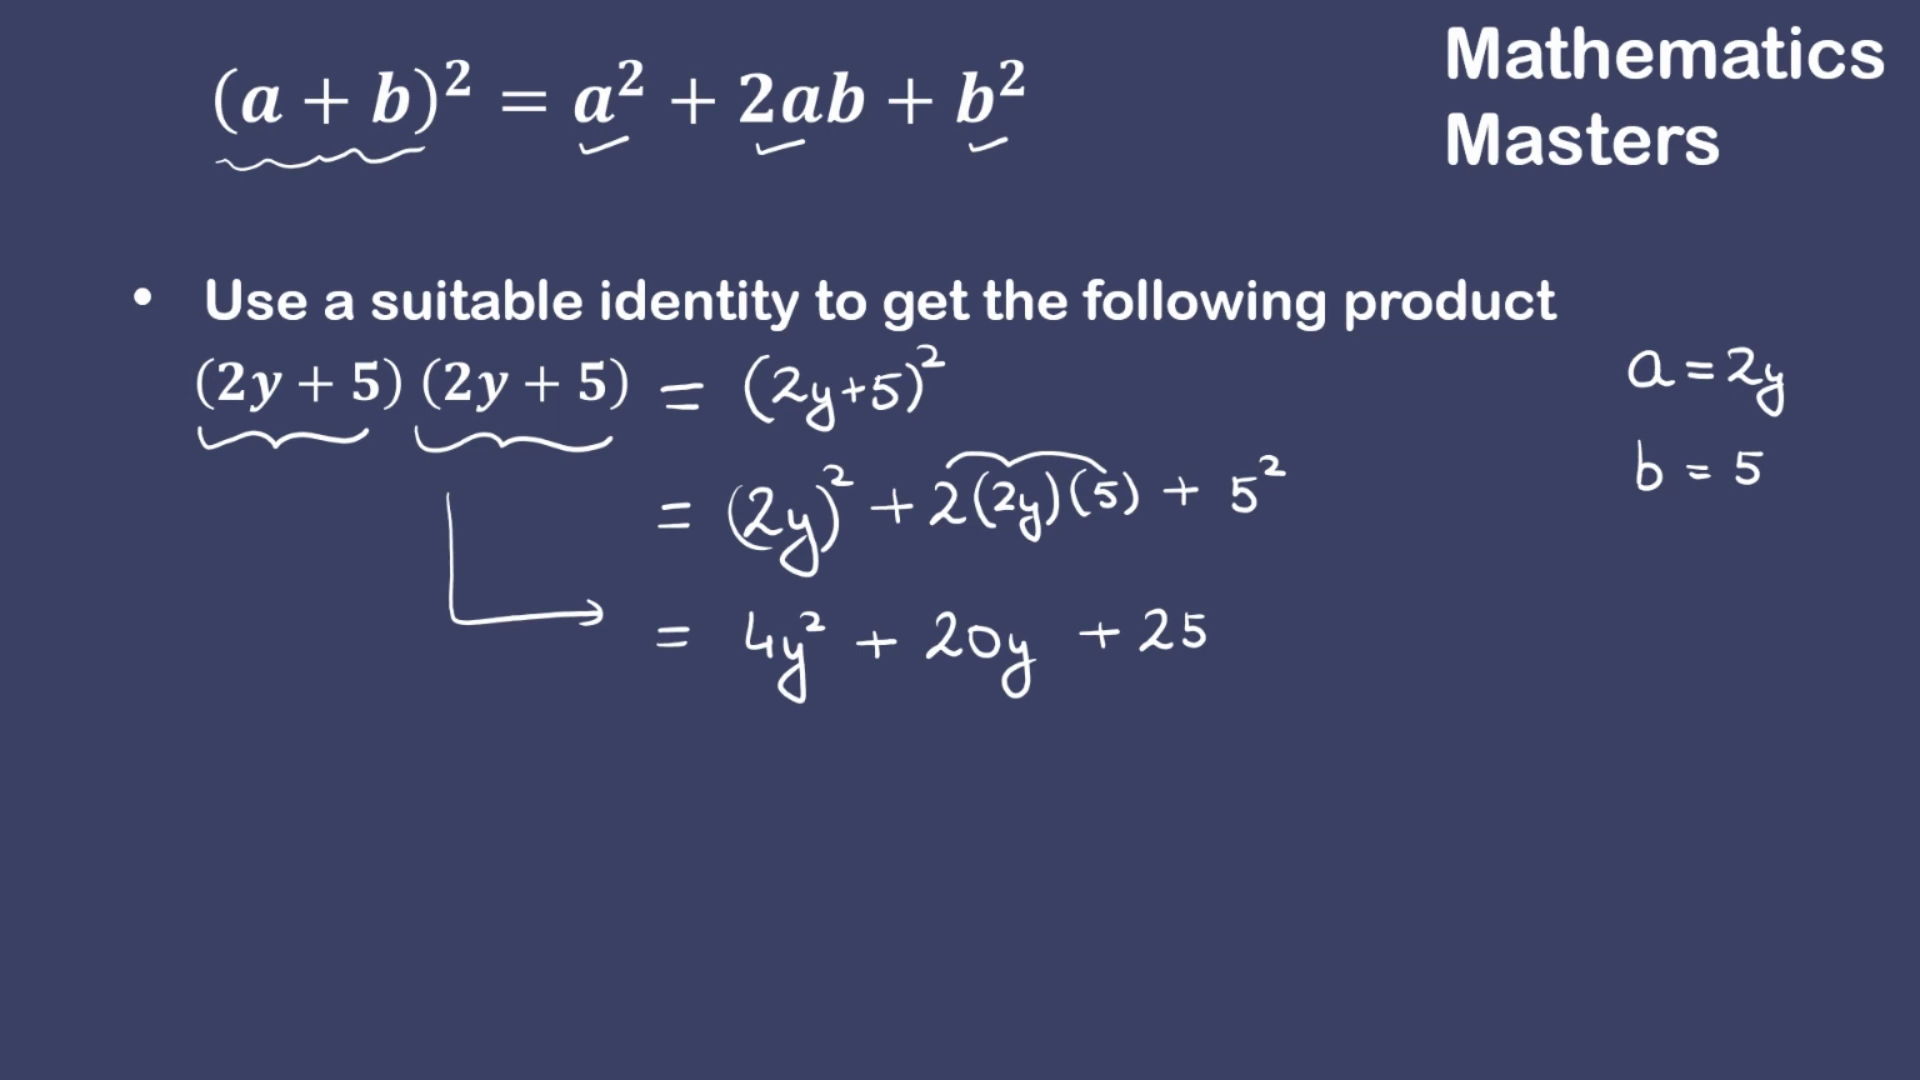 (a + b)² = a² + 2ab + b²
Mathematics
Masters
• Use a suitable identity to get the following product
(2y + 5) (2y + 5) = (2y+5)²
a = 2y
= (2y)² + 2(2y)(5) + 5²
b = 5
= 4y² + 20y + 25